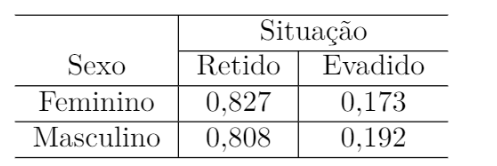 Situação
Sexo Retido Evadido
Feminino 0,827 0,173
Masculino 0,808 0,192